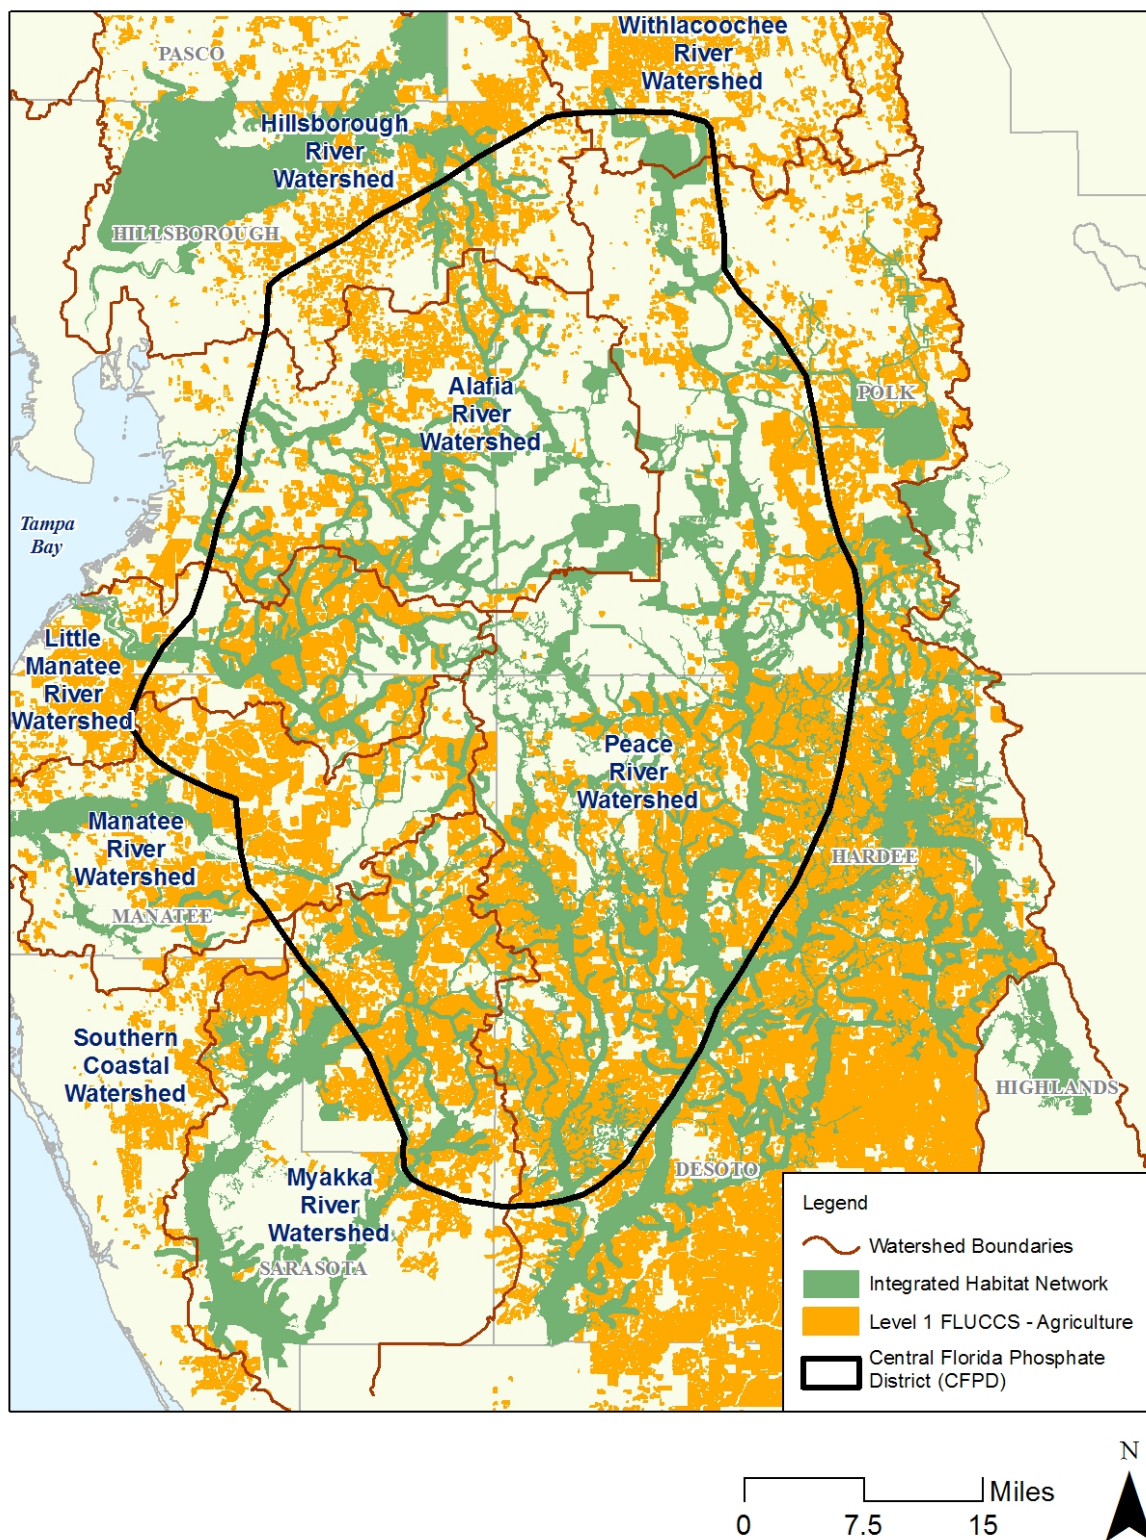 Withlacoochee
River
Watershed
PASCO
Hillsborough
River
Watershed
HILLSBOROUGH
Alafia
River
Watershed
POLK
Tampa
Bay
Little
Manatee
River
Watershed
Peace
River
Watershed
Manatee
River
Watershed
HARDEE
MANATEE
Southern
Coastal
Watershed
HIGHLANDS
Myakka
River
Watershed
DESOTO
SARASOTA
Legend
Watershed Boundaries
Integrated Habitat Network
Level 1 FLUCCS - Agriculture
Central Florida Phosphate
District (CFPD)
N
Miles
0 7.5 15